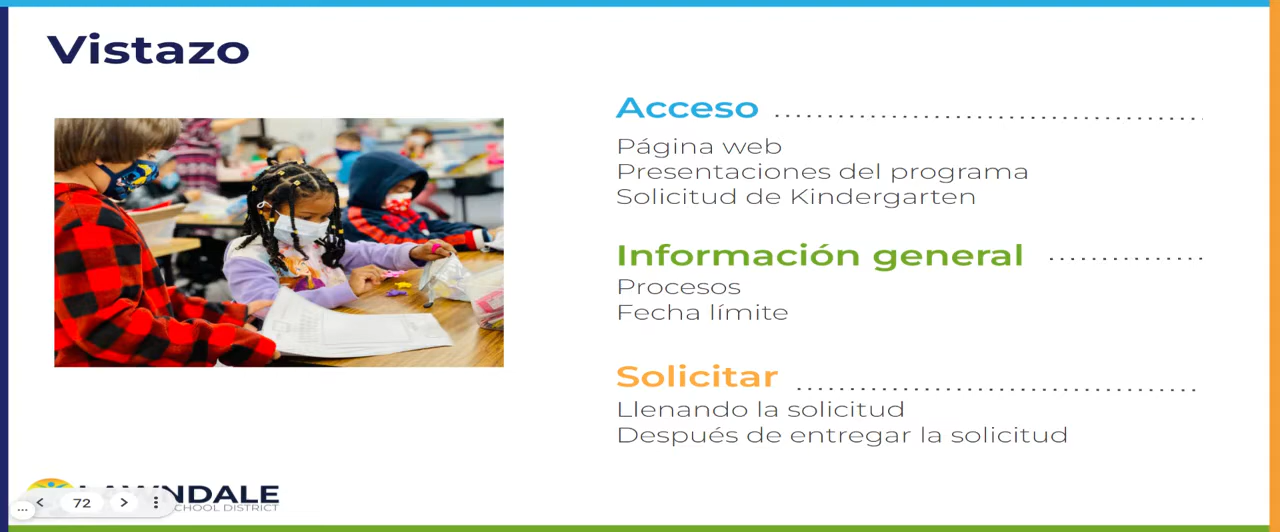 Vistazo
Acceso
Página web
Presentaciones del programa
Solicitud de Kindergarten
Información general
Procesos
Fecha límite
Solicitar
Llenando la solicitud
Después de entregar la solicitud
LAWNDALE
SCHOOL DISTRICT
72